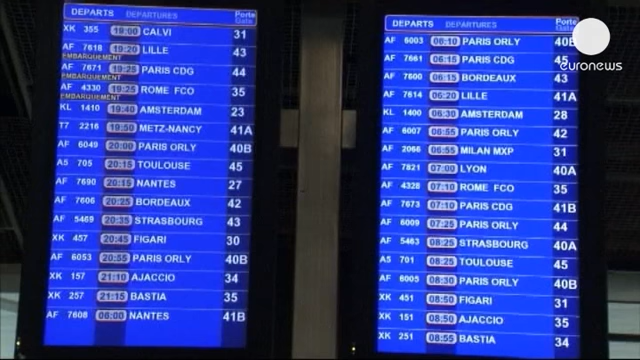 DEPARTS DEPARTURES Porte Gate
XK 355 19:00 CALVI 31
AF 7618 19:20 LILLE 43
EMBARQUEMENT
AF 7671 19:25 PARIS CDG 44
EMBARQUEMENT
AF 4330 19:25 ROME FCO 35
EMBARQUEMENT
KL 1410 19:40 AMSTERDAM 23
T7 2216 19:50 METZ-NANCY 41A
AF 6049 20:00 PARIS ORLY 40B
A5 705 20:15 TOULOUSE 45
AF 7690 20:15 NANTES 27
AF 7606 20:25 BORDEAUX 42
AF 5469 20:35 STRASBOURG 43
XK 457 20:45 FIGARI 30
AF 6053 20:55 PARIS ORLY 40B
XK 157 21:10 AJACCIO 34
XK 257 21:15 BASTIA 35
AF 7608 06:00 NANTES 41B
DEPARTS DEPARTURES Porte Gate
AF 6003 06:10 PARIS ORLY 40B
AF 7661 06:15 PARIS CDG 45
AF 7600 06:15 BORDEAUX 43
AF 7614 06:20 LILLE 41A
KL 1400 06:30 AMSTERDAM 28
AF 6007 06:55 PARIS ORLY 42
AF 2066 06:55 MILAN MXP 31
AF 7821 07:00 LYON 40A
AF 4328 07:10 ROME FCO 35
AF 7673 07:10 PARIS CDG 41B
AF 6009 07:25 PARIS ORLY 44
AF 5463 08:25 STRASBOURG 40A
A5 701 08:25 TOULOUSE 45
AF 6005 08:30 PARIS ORLY 40B
XK 451 08:50 FIGARI 31
XK 151 08:50 AJACCIO 35
XK 251 08:55 BASTIA 34
euronews